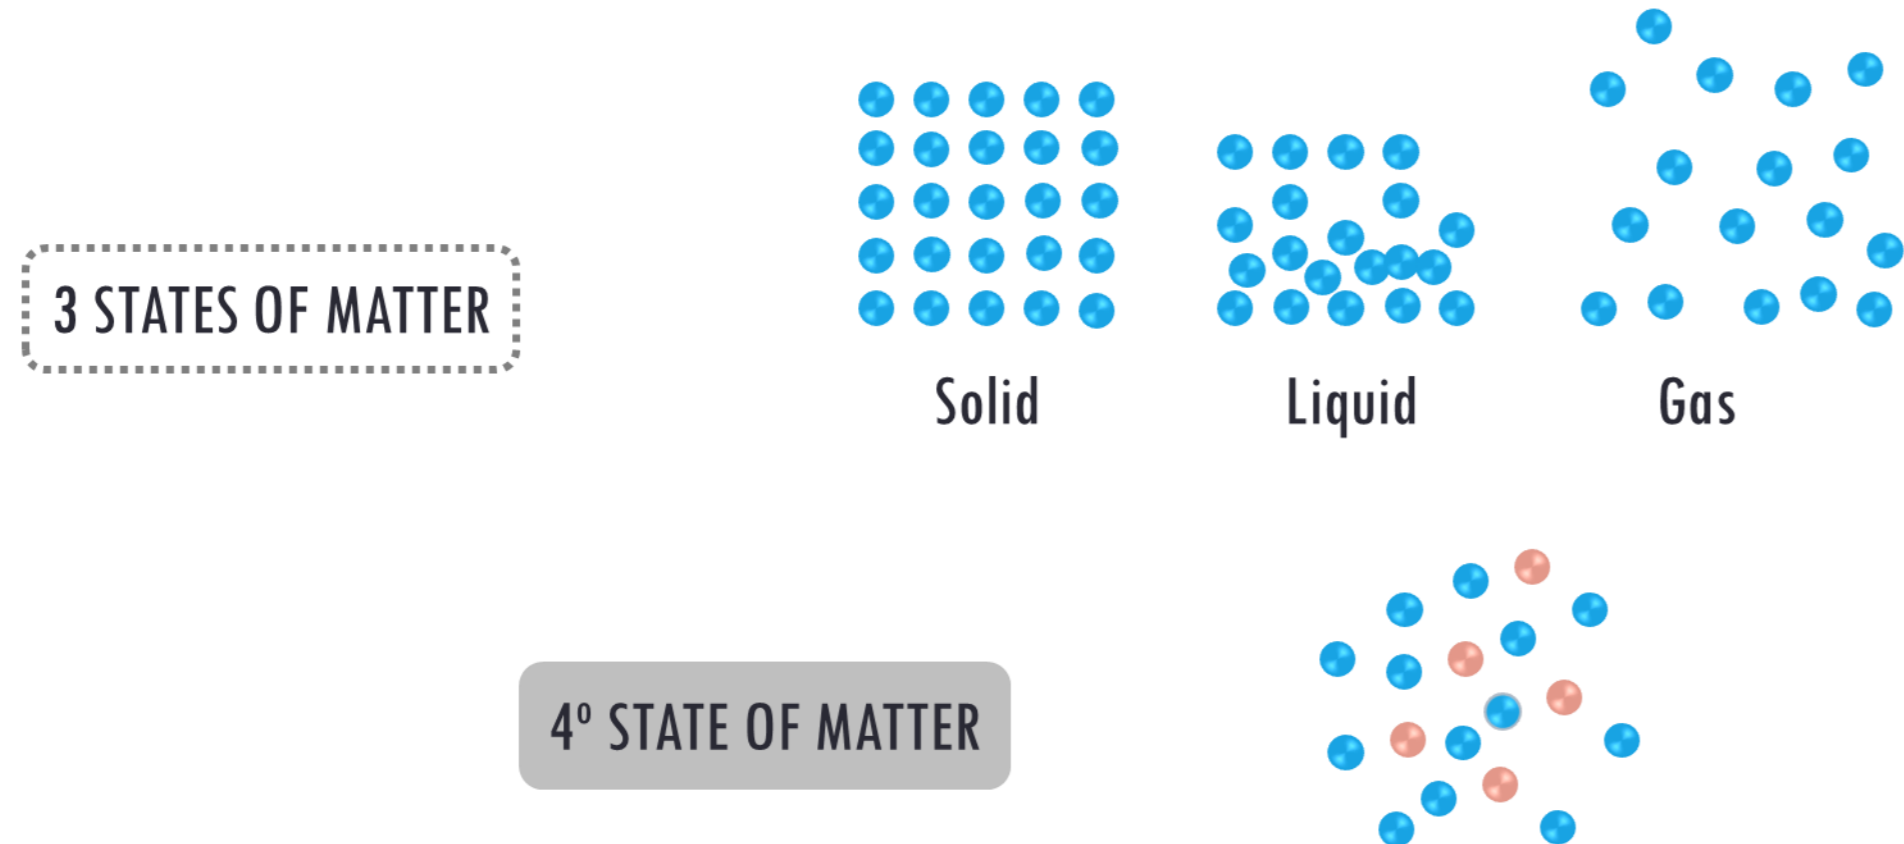 3 STATES OF MATTER
Solid
Liquid
Gas
4º STATE OF MATTER